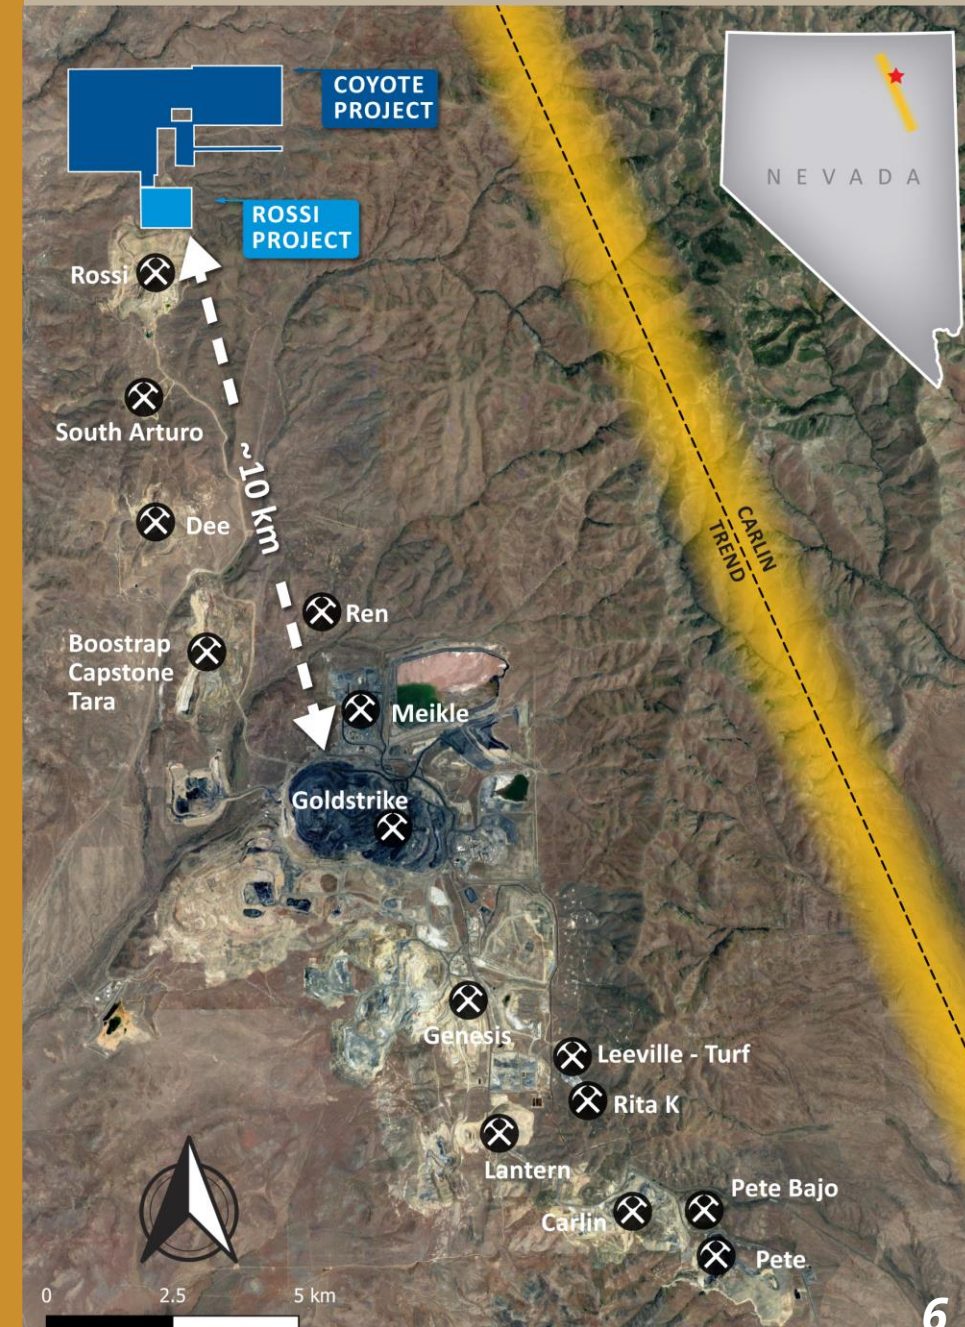 COYOTE
PROJECT
NEVADA
ROSSI
PROJECT
Rossi
South Arturo
~10 km
Dee
CARLIN
TREND
Ren
Boostrap
Capstone
Tara
Meikle
Goldstrike
Genesis
Leeville - Turf
Rita K
Lantern
Pete Bajo
Carlin
Pete
0 2.5 5 km
6